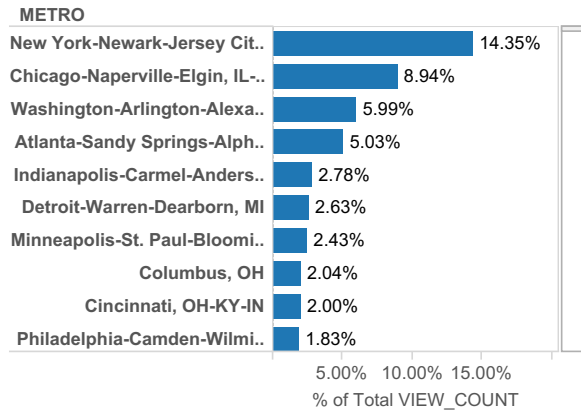 METRO
New York-Newark-Jersey Cit.. 14.35%
Chicago-Naperville-Elgin, IL-.. 8.94%
Washington-Arlington-Alexa.. 5.99%
Atlanta-Sandy Springs-Alph.. 5.03%
Indianapolis-Carmel-Anders.. 2.78%
Detroit-Warren-Dearborn, MI 2.63%
Minneapolis-St. Paul-Bloomi.. 2.43%
Columbus, OH 2.04%
Cincinnati, OH-KY-IN 2.00%
Philadelphia-Camden-Wilmi.. 1.83%
5.00% 10.00% 15.00%
% of Total VIEW_COUNT